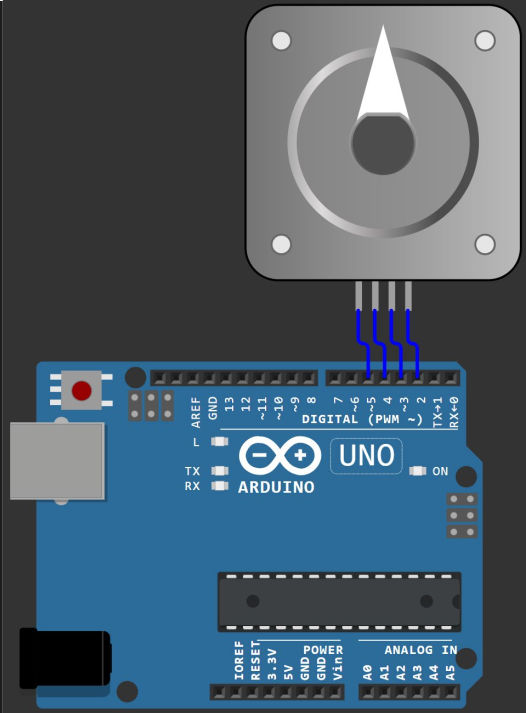 AREF
GND
13
12
~11
~10
~9
8
7
~6
~5
4
~3
2
TX→1
RX←0
DIGITAL (PWM ~)
L
UNO
TX
RX
ON
ARDUINO
IOREF
RESET
3.3V
5V
GND
GND
Vin
POWER
ANALOG IN
A0
A1
A2
A3
A4
A5